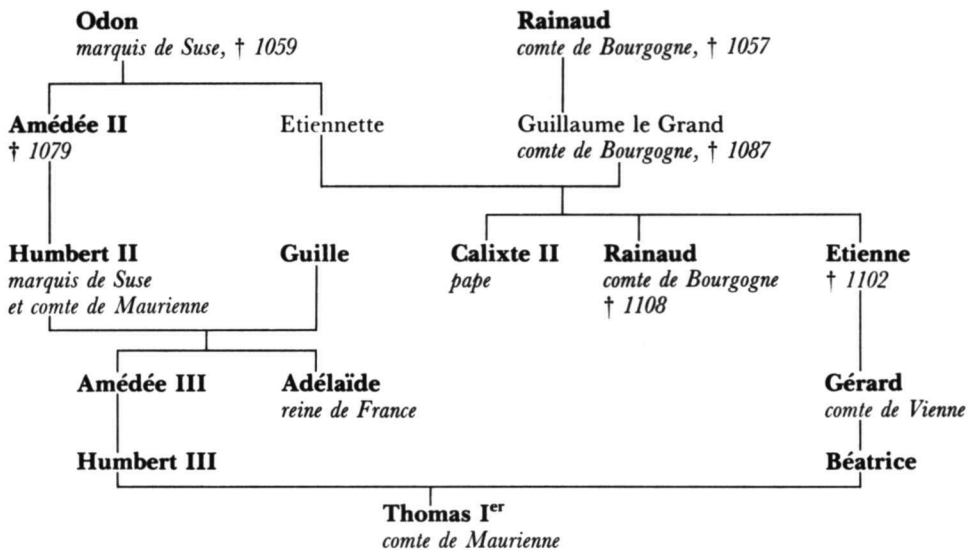 Odon
marquis de Suse, † 1059
Rainaud
comte de Bourgogne, † 1057
Amédée II
† 1079
Etiennette
Guillaume le Grand
comte de Bourgogne, † 1087
Humbert II
marquis de Suse
et comte de Maurienne
Guille
Calixte II
pape
Rainaud
comte de Bourgogne
† 1108
Etienne
† 1102
Amédée III
Adélaïde
reine de France
Gérard
comte de Vienne
Humbert III
Béatrice
Thomas Ier
comte de Maurienne